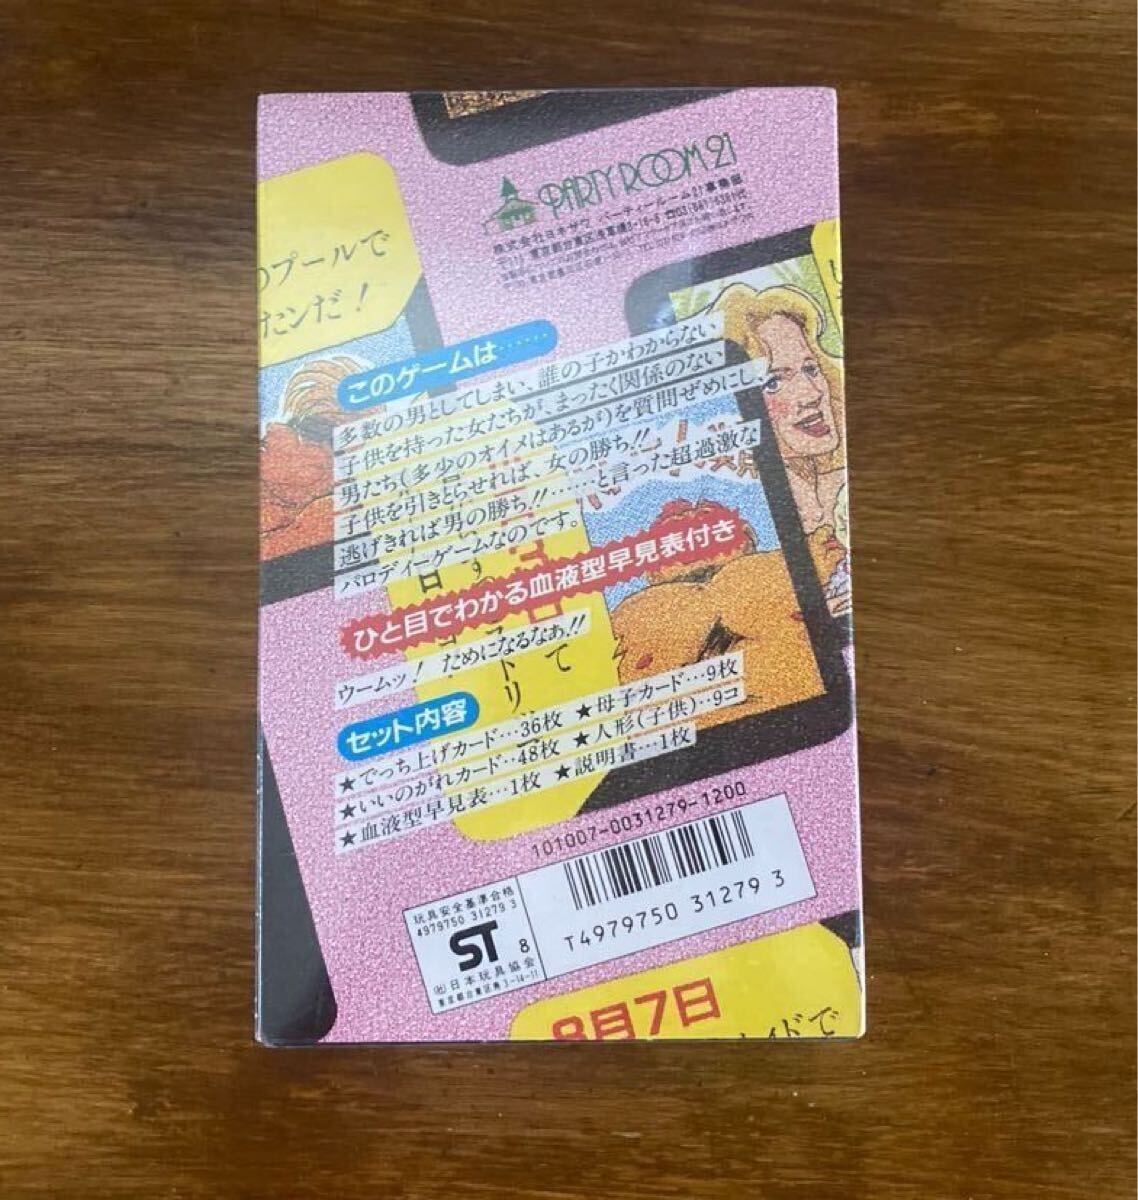 PARTY ROOM 21
株式会社ヨネザワ パーティールーム21事業部
のプールで
たンだ!
このゲームは……
多数の男としてしまい、誰の子かわからない
子供を持った女たちが、まったく関係のない
男たち(多少のオイメはあるが)を質問ぜめにし、
子供を引きとらせれば、女の勝ち!!
逃げきれば男の勝ち!!……と言った超過激な
パロディーゲームなのです。
ひと目でわかる血液型早見表付き
ウームッ! ためになるなぁ!!
セット内容
★でっち上げカード…36枚 ★母子カード…9枚
★いいのがれカード…48枚 ★人形(子供)…9コ
★血液型早見表…1枚 ★説明書…1枚
101007-0031279-1200
T4979750 31279 3
玩具安全基準合格
4979750 31279 3
ST 8
㈳日本玩具協会
8月7日